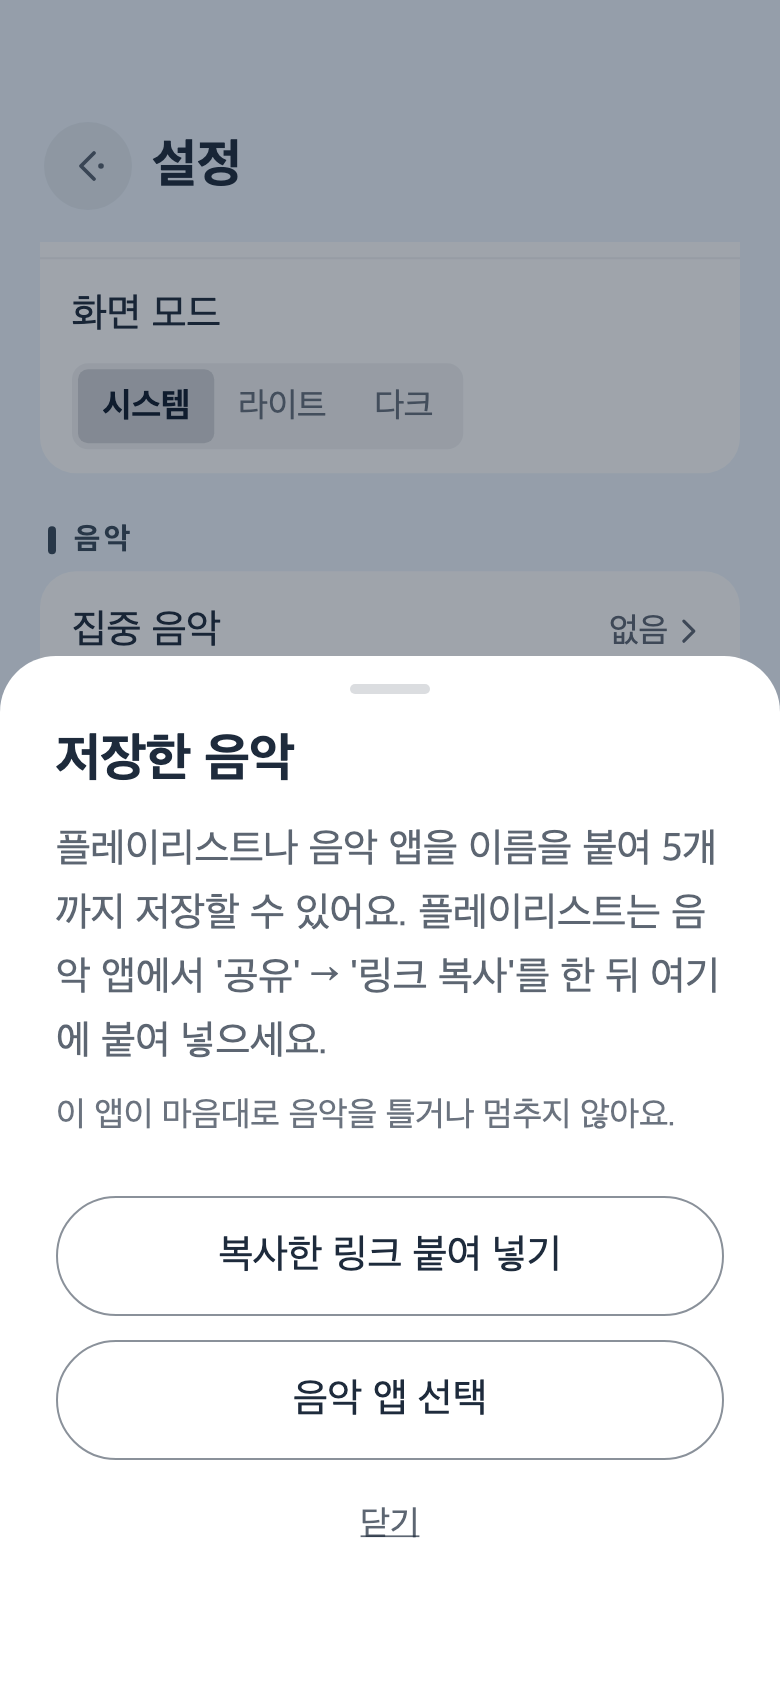 설정
화면 모드
시스템 라이트 다크
음악
집중 음악 없음
저장한 음악
플레이리스트나 음악 앱을 이름을 붙여 5개
까지 저장할 수 있어요. 플레이리스트는 음
악 앱에서 '공유' → '링크 복사'를 한 뒤 여기
에 붙여 넣으세요.
이 앱이 마음대로 음악을 틀거나 멈추지 않아요.
복사한 링크 붙여 넣기
음악 앱 선택
닫기